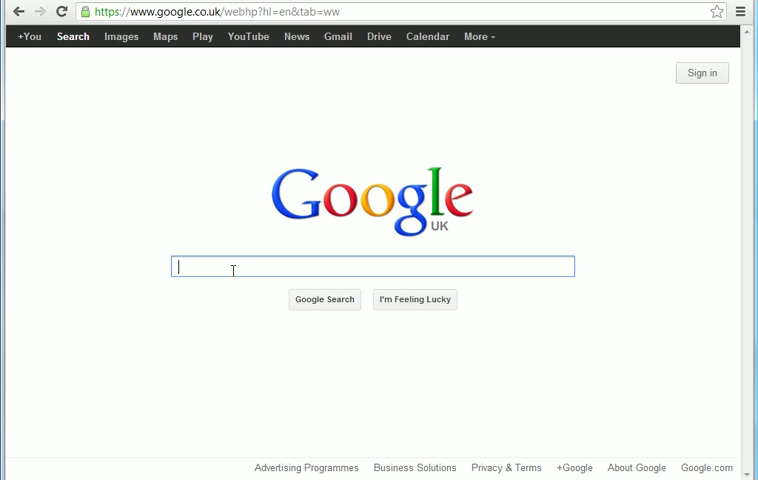 https://www.google.co.uk/webhp?hl=en&tab=ww
+You Search Images Maps Play YouTube News Gmail Drive Calendar More
Sign in
Google
UK
Google Search I'm Feeling Lucky
Advertising Programmes Business Solutions Privacy & Terms +Google About Google Google.com